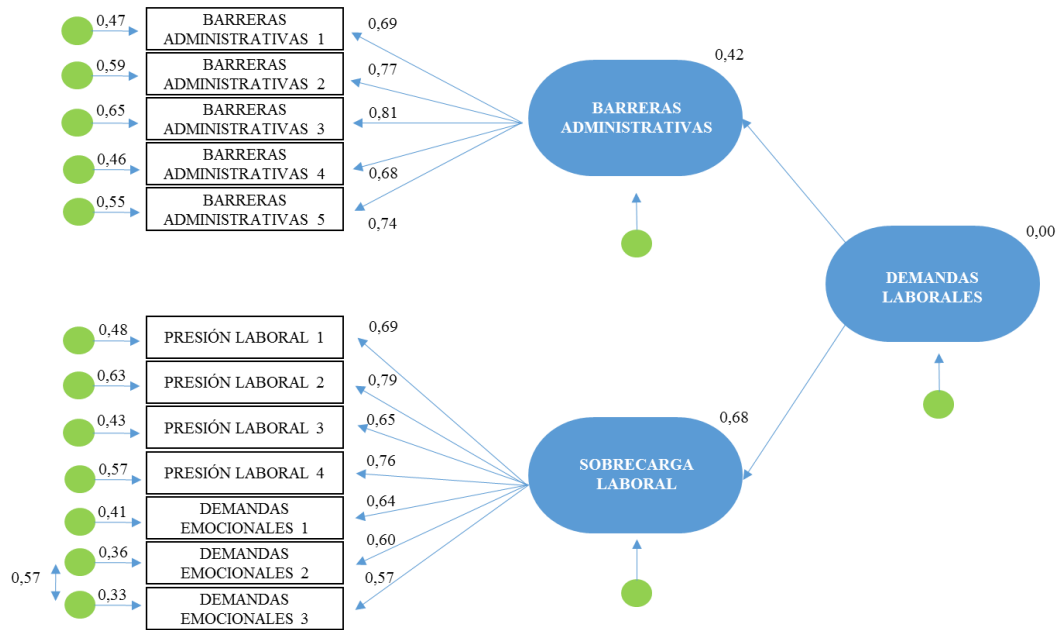 0,47
BARRERAS
ADMINISTRATIVAS 1
0,69
0,59
BARRERAS
ADMINISTRATIVAS 2
0,77
0,65
BARRERAS
ADMINISTRATIVAS 3
0,81
0,46
BARRERAS
ADMINISTRATIVAS 4
0,68
0,55
BARRERAS
ADMINISTRATIVAS 5
0,74
0,42
BARRERAS
ADMINISTRATIVAS
0,00
DEMANDAS
LABORALES
0,48
PRESIÓN LABORAL 1
0,69
0,63
PRESIÓN LABORAL 2
0,79
0,43
PRESIÓN LABORAL 3
0,65
0,57
PRESIÓN LABORAL 4
0,76
0,41
DEMANDAS
EMOCIONALES 1
0,64
0,36
DEMANDAS
EMOCIONALES 2
0,60
0,57
0,33
DEMANDAS
EMOCIONALES 3
0,57
0,68
SOBRECARGA
LABORAL